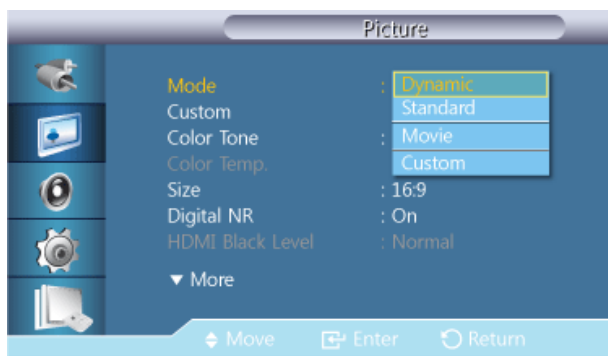 Picture
Mode : Dynamic
Custom Standard
Color Tone : Movie
Color Temp. Custom
Size : 16:9
Digital NR : On
HDMI Black Level : Normal
▼ More
Move Enter Return